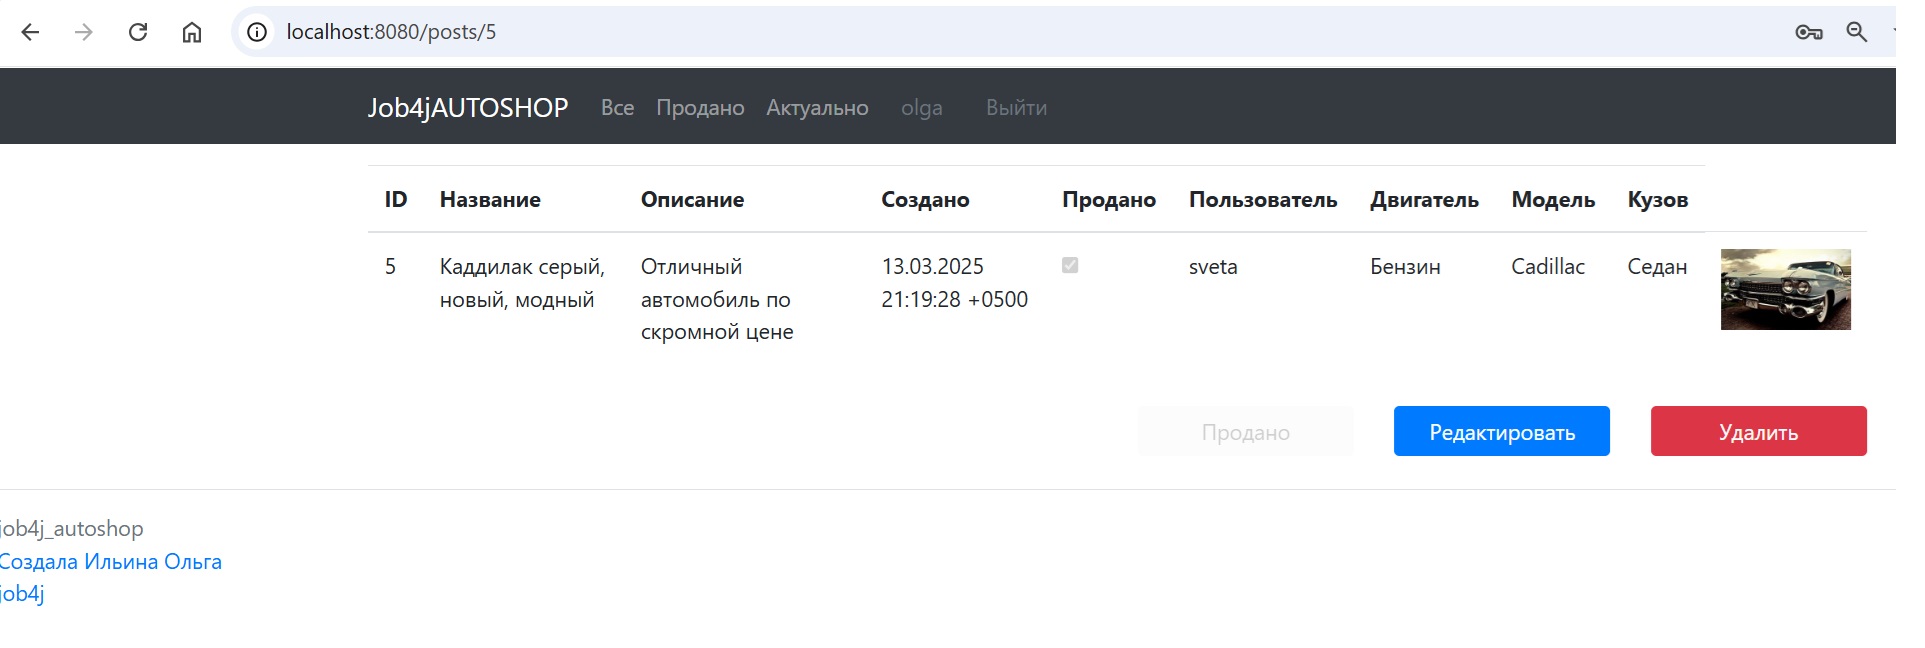 localhost:8080/posts/5
Job4jAUTOSHOP Все Продано Актуально olga Выйти
ID Название Описание Создано Продано Пользователь Двигатель Модель Кузов
5 Каддилак серый, Отличный 13.03.2025 sveta Бензин Cadillac Седан
новый, модный автомобиль по 21:19:28 +0500
скромной цене
Продано Редактировать Удалить
job4j_autoshop
Создала Ильина Ольга
job4j